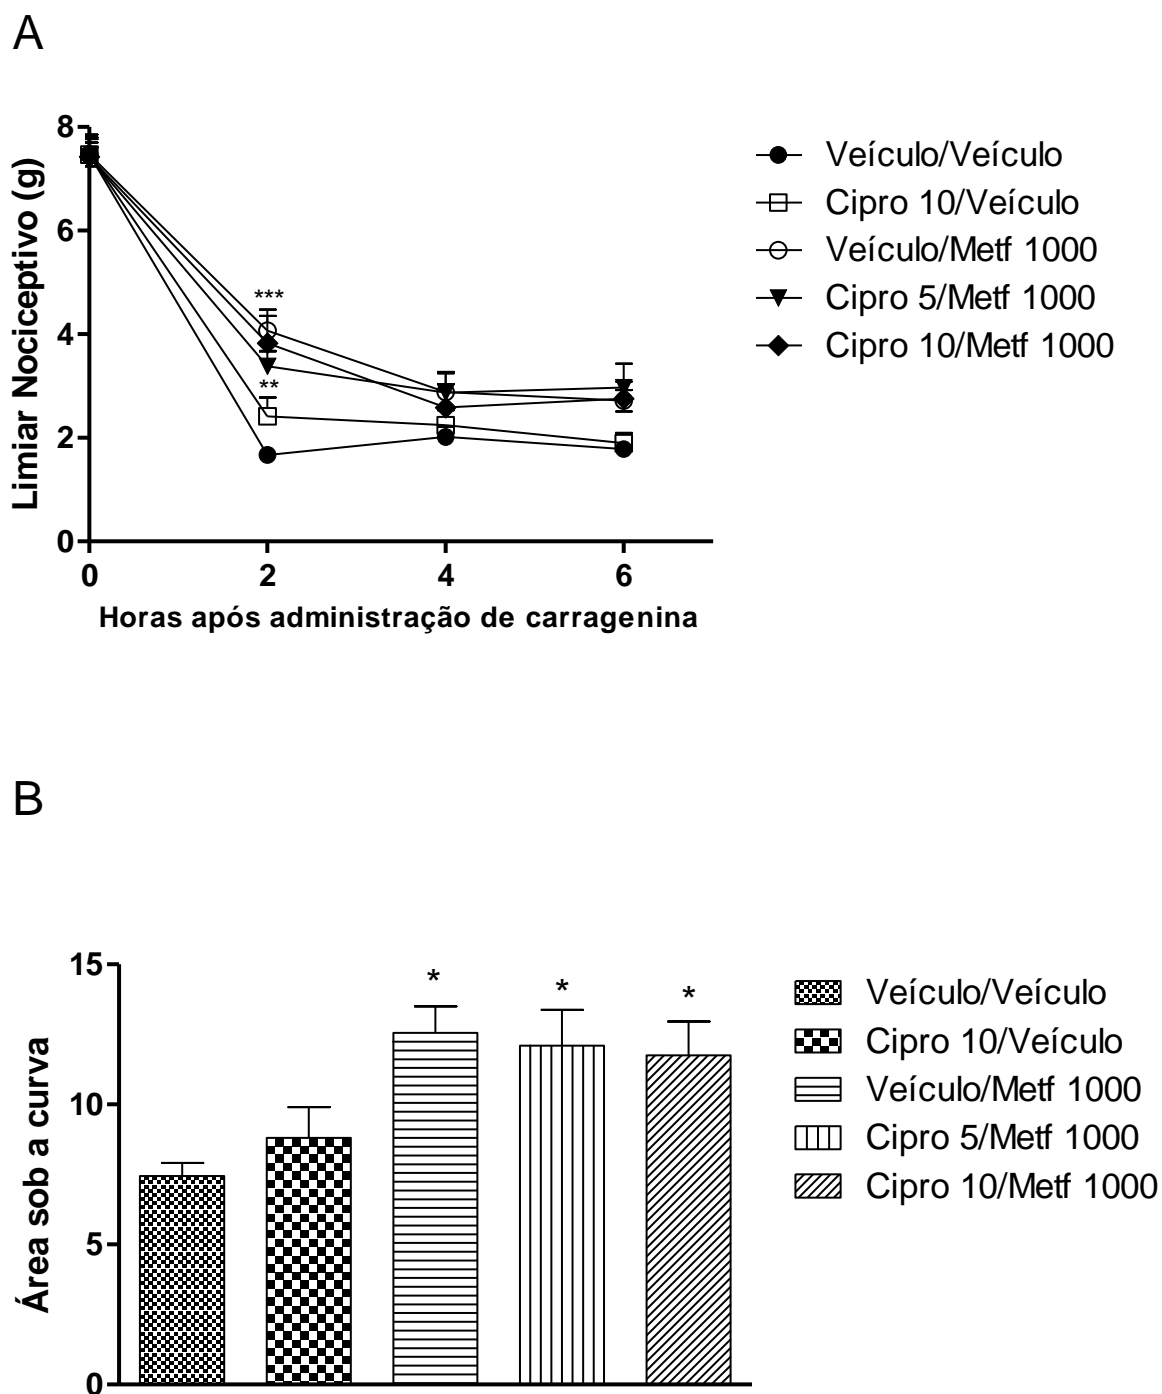 A
8
6
4
2
0
Limiar Nociceptivo (g)
***
**
0 2 4 6
Horas após administração de carragenina
Veículo/Veículo
Cipro 10/Veículo
Veículo/Metf 1000
Cipro 5/Metf 1000
Cipro 10/Metf 1000
B
15
10
5
0
Área sob a curva
* * *
Veículo/Veículo
Cipro 10/Veículo
Veículo/Metf 1000
Cipro 5/Metf 1000
Cipro 10/Metf 1000